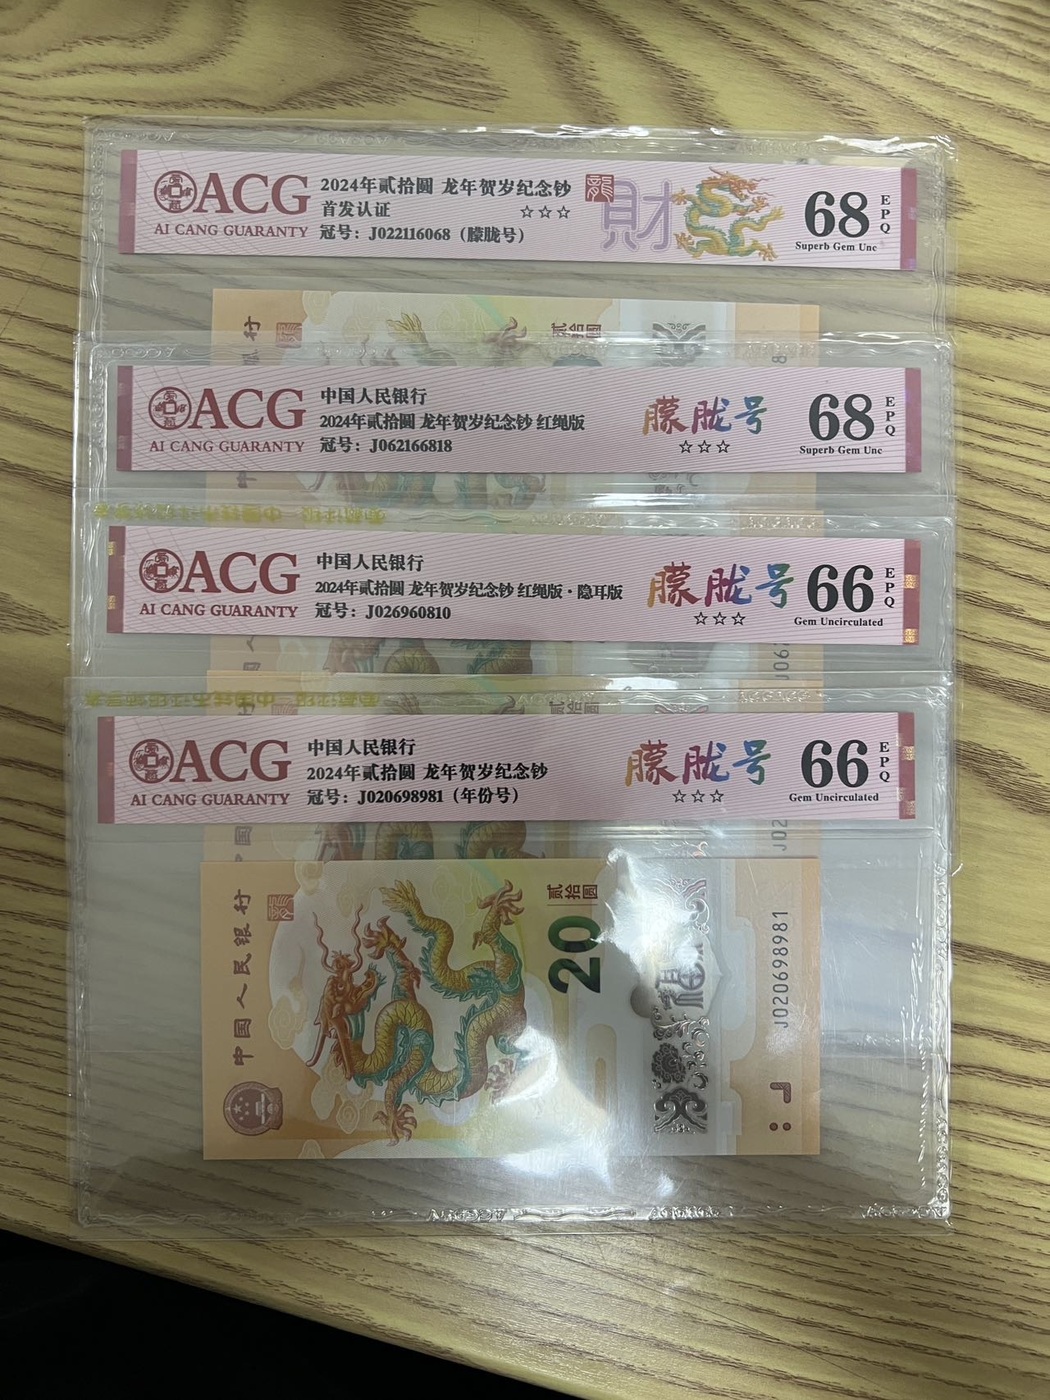 ACG
AI CANG GUARANTY
2024年贰拾圆 龙年贺岁纪念钞
首发认证 ☆☆☆
冠号：J022116068（朦胧号）
龍
財
68
EPQ
Superb Gem Unc
贰拾圆
ACG
AI CANG GUARANTY
中国人民银行
2024年贰拾圆 龙年贺岁纪念钞 红绳版
冠号：J062166818
朦胧号
☆☆☆
68
EPQ
Superb Gem Unc
ACG
AI CANG GUARANTY
中国人民银行
2024年贰拾圆 龙年贺岁纪念钞 红绳版·隐耳版
冠号：J026960810
朦胧号
☆☆☆
66
EPQ
Gem Uncirculated
J06
ACG
AI CANG GUARANTY
中国人民银行
2024年贰拾圆 龙年贺岁纪念钞
冠号：J020698981（年份号）
朦胧号
☆☆☆
66
EPQ
Gem Uncirculated
J02
中国人民银行
贰拾圆
20
J020698981